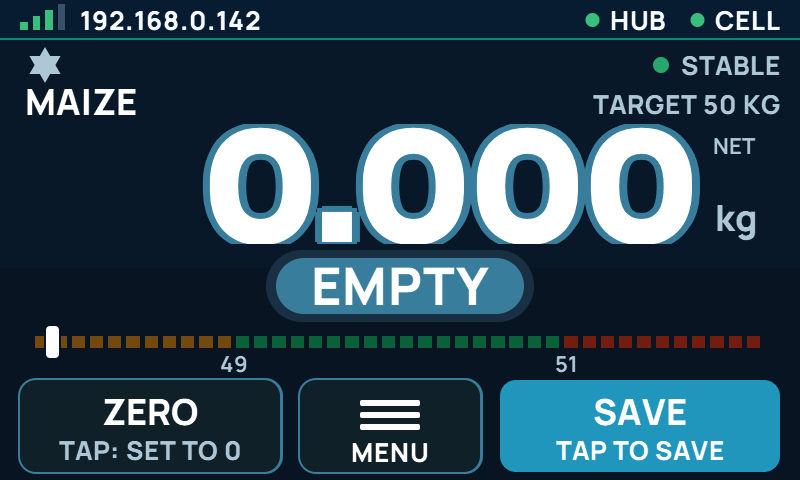 192.168.0.142
HUB
CELL
STABLE
MAIZE
TARGET 50 KG
0.000
NET
kg
EMPTY
49
51
ZERO
TAP: SET TO 0
MENU
SAVE
TAP TO SAVE